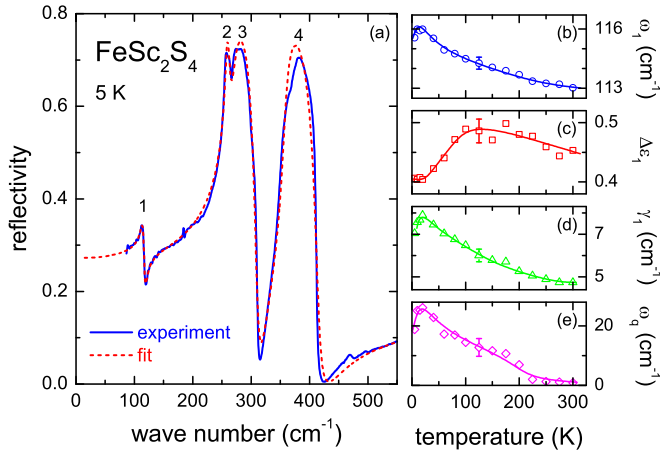 FeSc₂S₄
5 K
(a)
1
2
3
4
experiment
fit
reflectivity
0.8
0.6
0.4
0.2
0.0
0 100 200 300 400 500
wave number (cm⁻¹)
(b)
116
113
ω₁ (cm⁻¹)
(c)
0.5
0.4
Δε₁
(d)
7
5
γ₁ (cm⁻¹)
(e)
20
0
ω_q (cm⁻¹)
0 100 200 300
temperature (K)